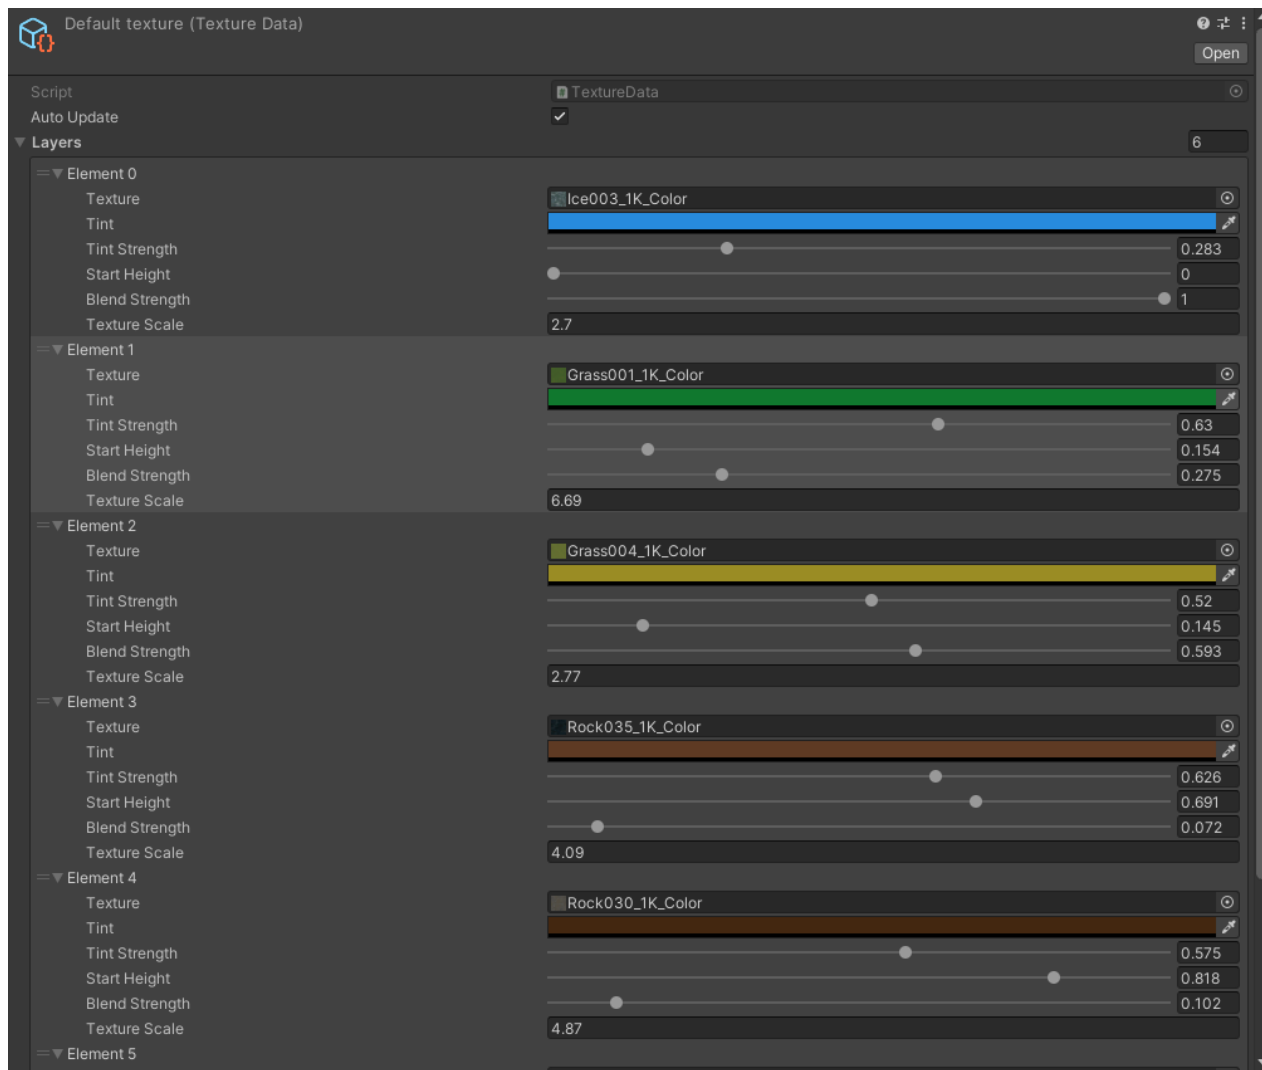 Default texture (Texture Data)
Open
Script TextureData
Auto Update
Layers 6
Element 0
Texture Ice003_1K_Color
Tint
Tint Strength 0.283
Start Height 0
Blend Strength 1
Texture Scale 2.7
Element 1
Texture Grass001_1K_Color
Tint
Tint Strength 0.63
Start Height 0.154
Blend Strength 0.275
Texture Scale 6.69
Element 2
Texture Grass004_1K_Color
Tint
Tint Strength 0.52
Start Height 0.145
Blend Strength 0.593
Texture Scale 2.77
Element 3
Texture Rock035_1K_Color
Tint
Tint Strength 0.626
Start Height 0.691
Blend Strength 0.072
Texture Scale 4.09
Element 4
Texture Rock030_1K_Color
Tint
Tint Strength 0.575
Start Height 0.818
Blend Strength 0.102
Texture Scale 4.87
Element 5